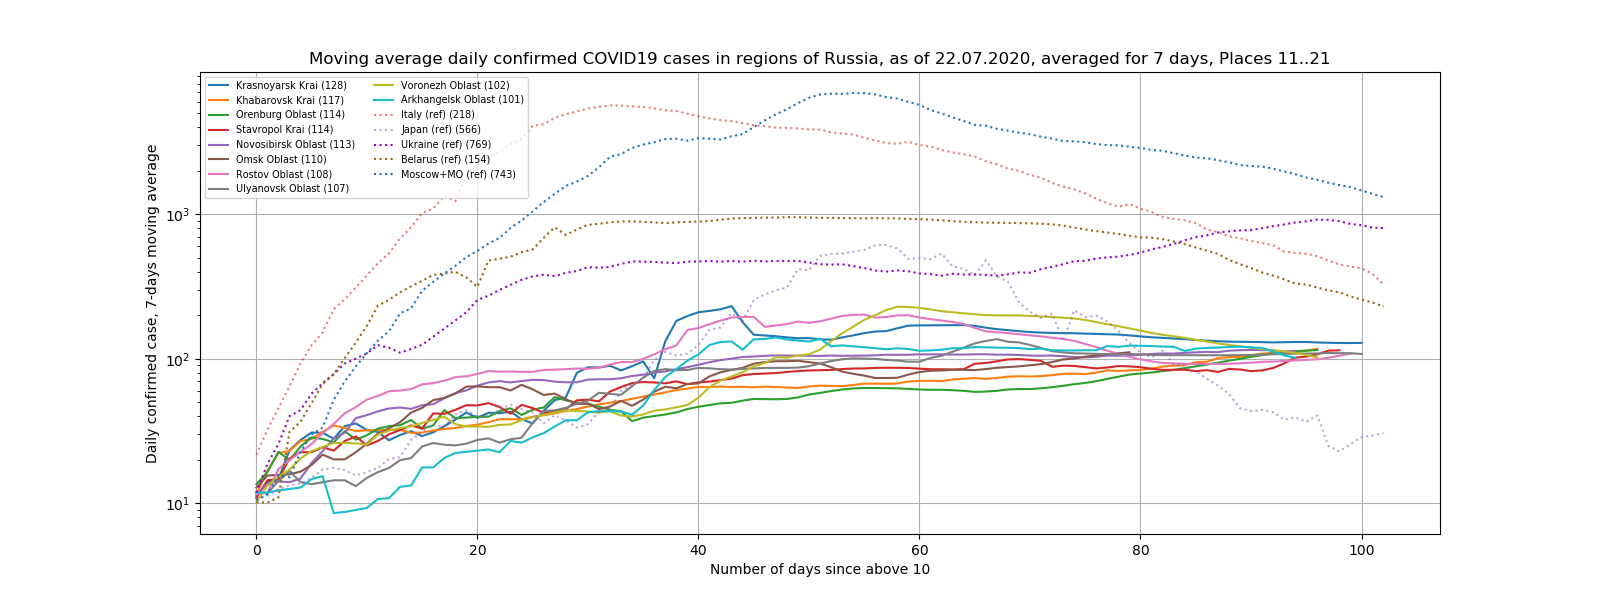 Moving average daily confirmed COVID19 cases in regions of Russia, as of 22.07.2020, averaged for 7 days, Places 11..21
Krasnoyarsk Krai (128)
Khabarovsk Krai (117)
Orenburg Oblast (114)
Stavropol Krai (114)
Novosibirsk Oblast (113)
Omsk Oblast (110)
Rostov Oblast (108)
Ulyanovsk Oblast (107)
Voronezh Oblast (102)
Arkhangelsk Oblast (101)
Italy (ref) (218)
Japan (ref) (566)
Ukraine (ref) (769)
Belarus (ref) (154)
Moscow+MO (ref) (743)
Daily confirmed case, 7-days moving average
10³
10²
10¹
0 20 40 60 80 100
Number of days since above 10